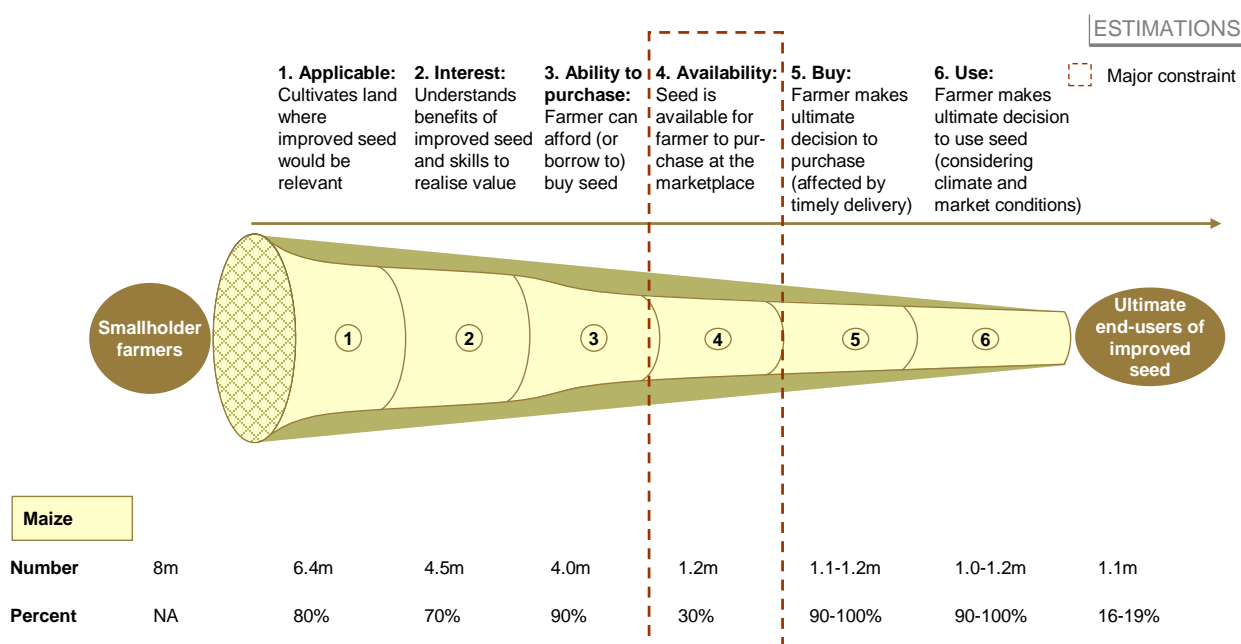 ESTIMATIONS
Major constraint
1. Applicable:
Cultivates land
where
improved seed
would be
relevant
2. Interest:
Understands
benefits of
improved seed
and skills to
realise value
3. Ability to
purchase:
Farmer can
afford (or
borrow to)
buy seed
4. Availability:
Seed is
available for
farmer to pur-
chase at the
marketplace
5. Buy:
Farmer makes
ultimate
decision to
purchase
(affected by
timely delivery)
6. Use:
Farmer makes
ultimate decision
to use seed
(considering
climate and
market conditions)
Smallholder
farmers
1
2
3
4
5
6
Ultimate
end-users of
improved
seed
Maize
Number 8m 6.4m 4.5m 4.0m 1.2m 1.1-1.2m 1.0-1.2m 1.1m
Percent NA 80% 70% 90% 30% 90-100% 90-100% 16-19%